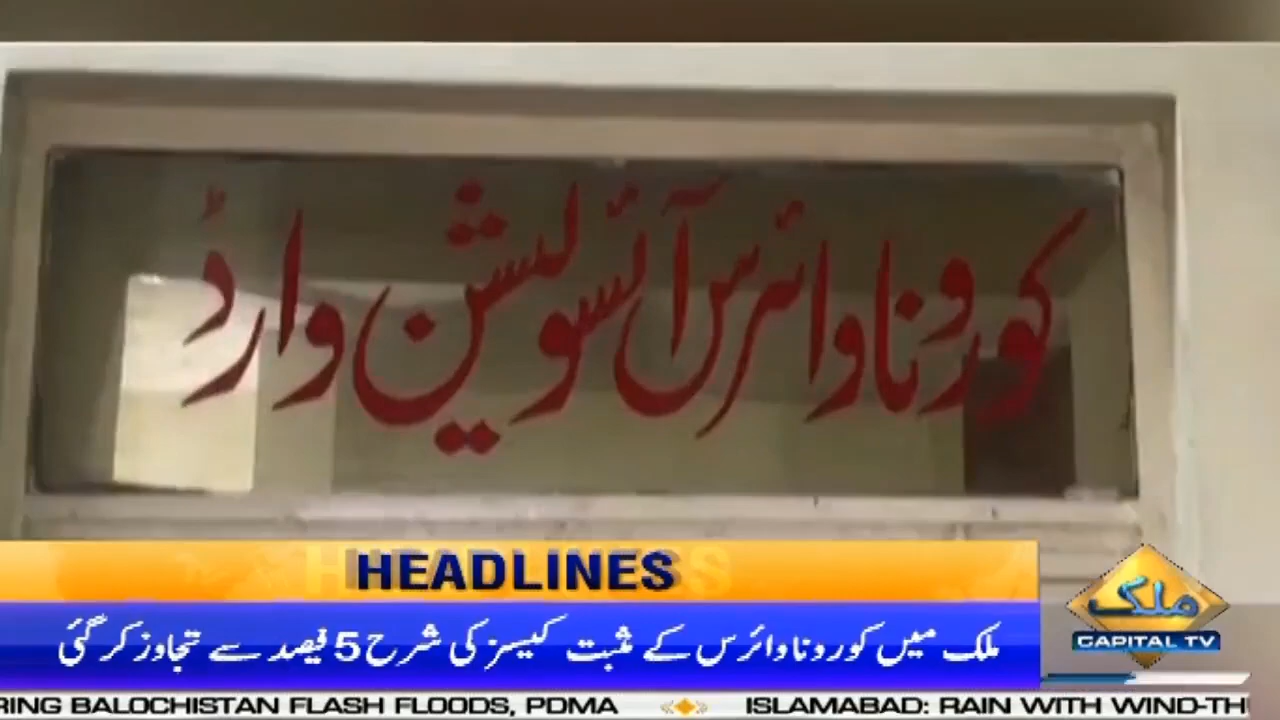 کورونا وائرس آئسولیشن وارڈ
HEADLINES
ملک میں کورونا وائرس کے مثبت کیسز کی شرح 5 فیصد سے تجاوز کر گئی
ملک
CAPITAL TV
RING BALOCHISTAN FLASH FLOODS, PDMA ISLAMABAD: RAIN WITH WIND-TH